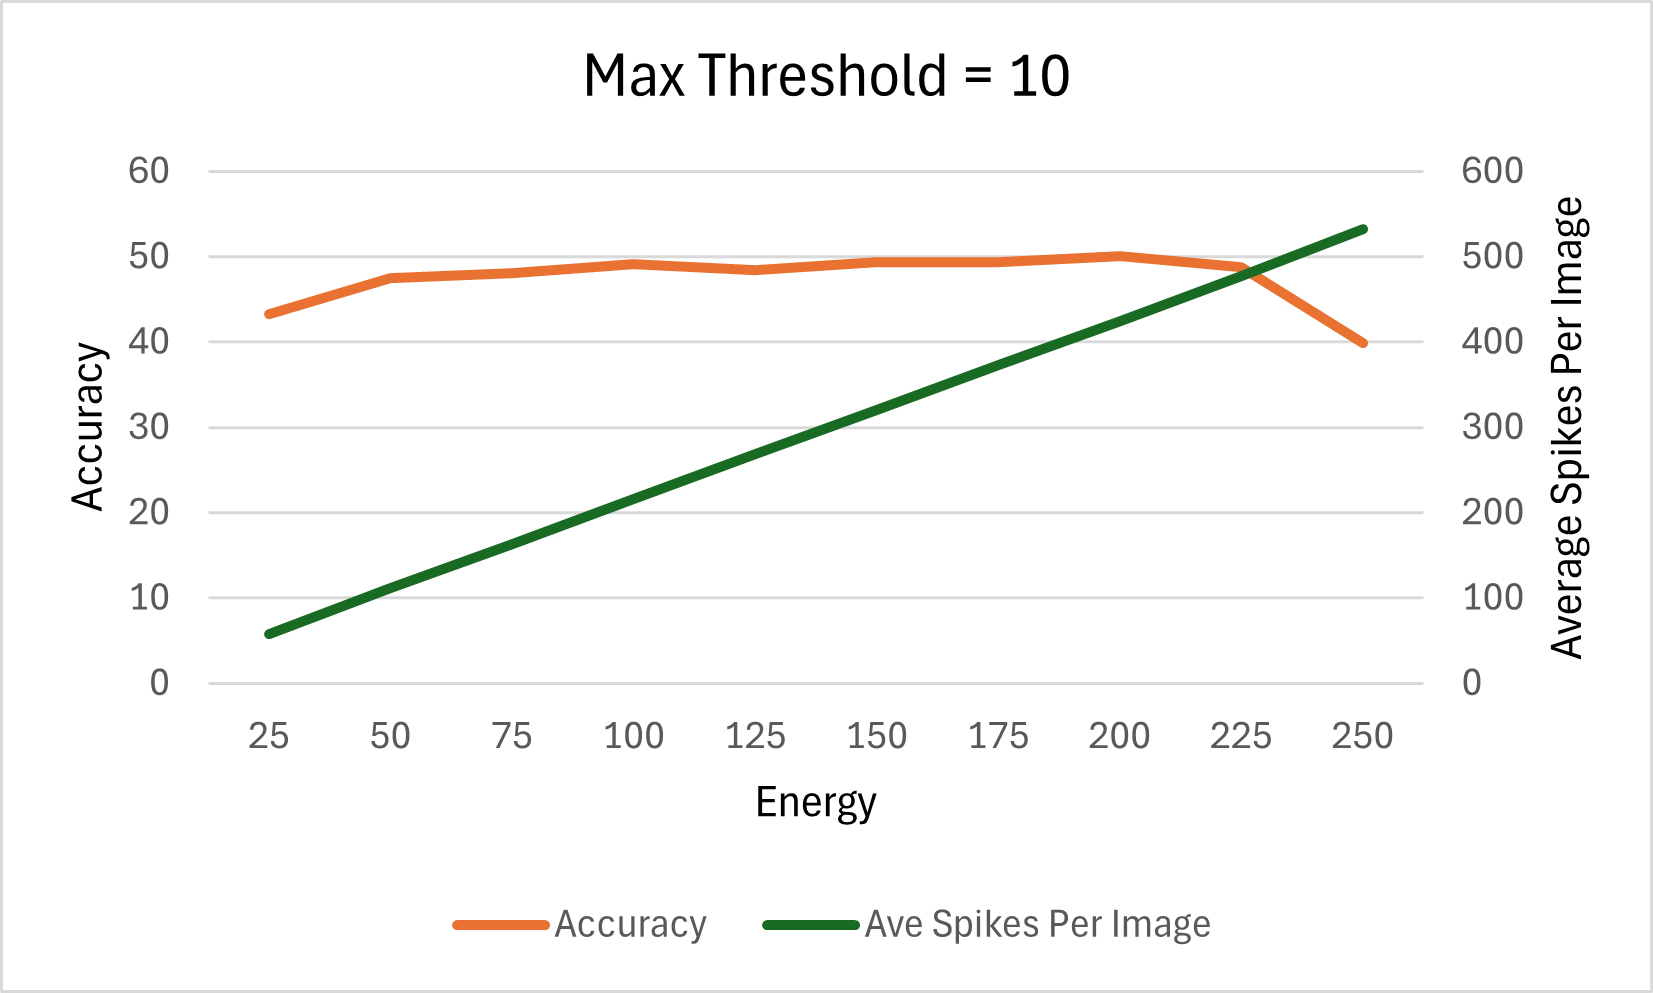 Max Threshold = 10
60
50
40
30
20
10
0
Accuracy
600
500
400
300
200
100
0
Average Spikes Per Image
25 50 75 100 125 150 175 200 225 250
Energy
Accuracy Ave Spikes Per Image